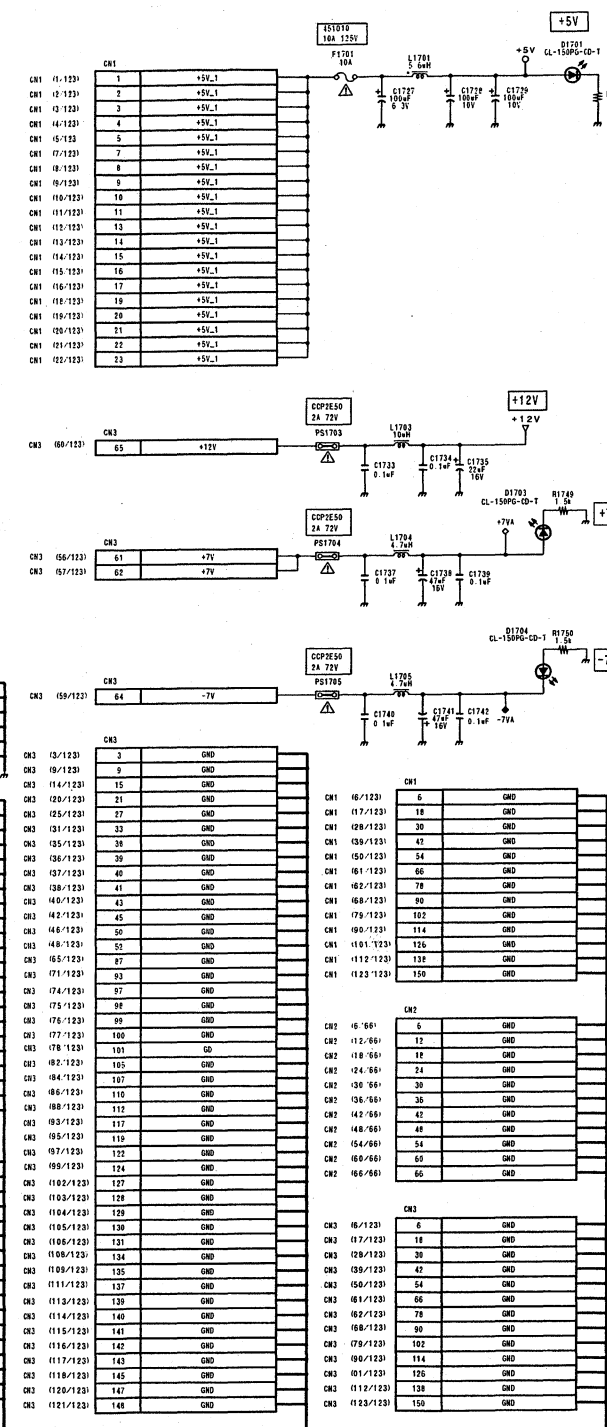 +5V
451010
10A 125V
F1701
10A
L1701
5 6uH
+5V
D1701
CL-150PG-CD-T
C1727
100uF
6 3V
C1728
100uF
10V
C1729
100uF
10V
CN1
CN1 (1/123) 1 +5V_1
CN1 (2/123) 2 +5V_1
CN1 (3/123) 3 +5V_1
CN1 (4/123) 4 +5V_1
CN1 (5/123 5 +5V_1
CN1 (7/123) 7 +5V_1
CN1 (8/123) 8 +5V_1
CN1 (9/123) 9 +5V_1
CN1 (10/123) 10 +5V_1
CN1 (11/123) 11 +5V_1
CN1 (12/123) 13 +5V_1
CN1 (13/123) 14 +5V_1
CN1 (14/123) 15 +5V_1
CN1 (15/123) 16 +5V_1
CN1 (16/123) 17 +5V_1
CN1 (18/123) 19 +5V_1
CN1 (19/123) 20 +5V_1
CN1 (20/123) 21 +5V_1
CN1 (21/123) 22 +5V_1
CN1 (22/123) 23 +5V_1
CCP2E50
2A 72V
PS1703
L1703
10uH
+12V
+12V
CN3
CN3 (60/123) 65 +12V
C1733
0.1uF
C1734
0.1uF
C1735
22uF
16V
CCP2E50
2A 72V
PS1704
L1704
4.7uH
+7VA
D1703
CL-150PG-CD-T
R1749
1 5k
CN3
CN3 (56/123) 61 +7V
CN3 (57/123) 62 +7V
C1737
0 1uF
C1738
47uF
16V
C1739
0.1uF
CCP2E50
2A 72V
PS1705
L1705
4.7uH
D1704
CL-150PG-CD-T
R1750
1.5k
CN3
CN3 (59/123) 64 -7V
C1740
0 1uF
C1741
47uF
16V
C1742
0.1uF
-7VA
CN3
CN3 (3/123) 3 GND
CN3 (9/123) 9 GND
CN3 (14/123) 15 GND
CN3 (20/123) 21 GND
CN3 (25/123) 27 GND
CN3 (31/123) 33 GND
CN3 (35/123) 38 GND
CN3 (36/123) 39 GND
CN3 (37/123) 40 GND
CN3 (38/123) 41 GND
CN3 (40/123) 43 GND
CN3 (42/123) 45 GND
CN3 (46/123) 50 GND
CN3 (48/123) 52 GND
CN3 (65/123) 87 GND
CN3 (71/123) 93 GND
CN3 (74/123) 97 GND
CN3 (75/123) 98 GND
CN3 (76/123) 99 GND
CN3 (77/123) 100 GND
CN3 (78/123) 101 GD
CN3 (82/123) 105 GND
CN3 (84/123) 107 GND
CN3 (86/123) 110 GND
CN3 (88/123) 112 GND
CN3 (93/123) 117 GND
CN3 (95/123) 119 GND
CN3 (97/123) 122 GND
CN3 (99/123) 124 GND
CN3 (102/123) 127 GND
CN3 (103/123) 128 GND
CN3 (104/123) 129 GND
CN3 (105/123) 130 GND
CN3 (106/123) 131 GND
CN3 (108/123) 134 GND
CN3 (109/123) 135 GND
CN3 (111/123) 137 GND
CN3 (113/123) 139 GND
CN3 (114/123) 140 GND
CN3 (115/123) 141 GND
CN3 (116/123) 142 GND
CN3 (117/123) 143 GND
CN3 (118/123) 145 GND
CN3 (120/123) 147 GND
CN3 (121/123) 148 GND
CN1
CN1 (6/123) 6 GND
CN1 (17/123) 18 GND
CN1 (28/123) 30 GND
CN1 (39/123) 42 GND
CN1 (50/123) 54 GND
CN1 (61/123) 66 GND
CN1 (62/123) 78 GND
CN1 (68/123) 90 GND
CN1 (79/123) 102 GND
CN1 (90/123) 114 GND
CN1 (101/123) 126 GND
CN1 (112/123) 138 GND
CN1 (123/123) 150 GND
CN2
CN2 (6/66) 6 GND
CN2 (12/66) 12 GND
CN2 (18/66) 18 GND
CN2 (24/66) 24 GND
CN2 (30/66) 30 GND
CN2 (36/66) 36 GND
CN2 (42/66) 42 GND
CN2 (48/66) 48 GND
CN2 (54/66) 54 GND
CN2 (60/66) 60 GND
CN2 (66/66) 66 GND
CN3
CN3 (6/123) 6 GND
CN3 (17/123) 18 GND
CN3 (28/123) 30 GND
CN3 (39/123) 42 GND
CN3 (50/123) 54 GND
CN3 (61/123) 66 GND
CN3 (62/123) 78 GND
CN3 (68/123) 90 GND
CN3 (79/123) 102 GND
CN3 (90/123) 114 GND
CN3 (01/123) 126 GND
CN3 (112/123) 138 GND
CN3 (123/123) 150 GND